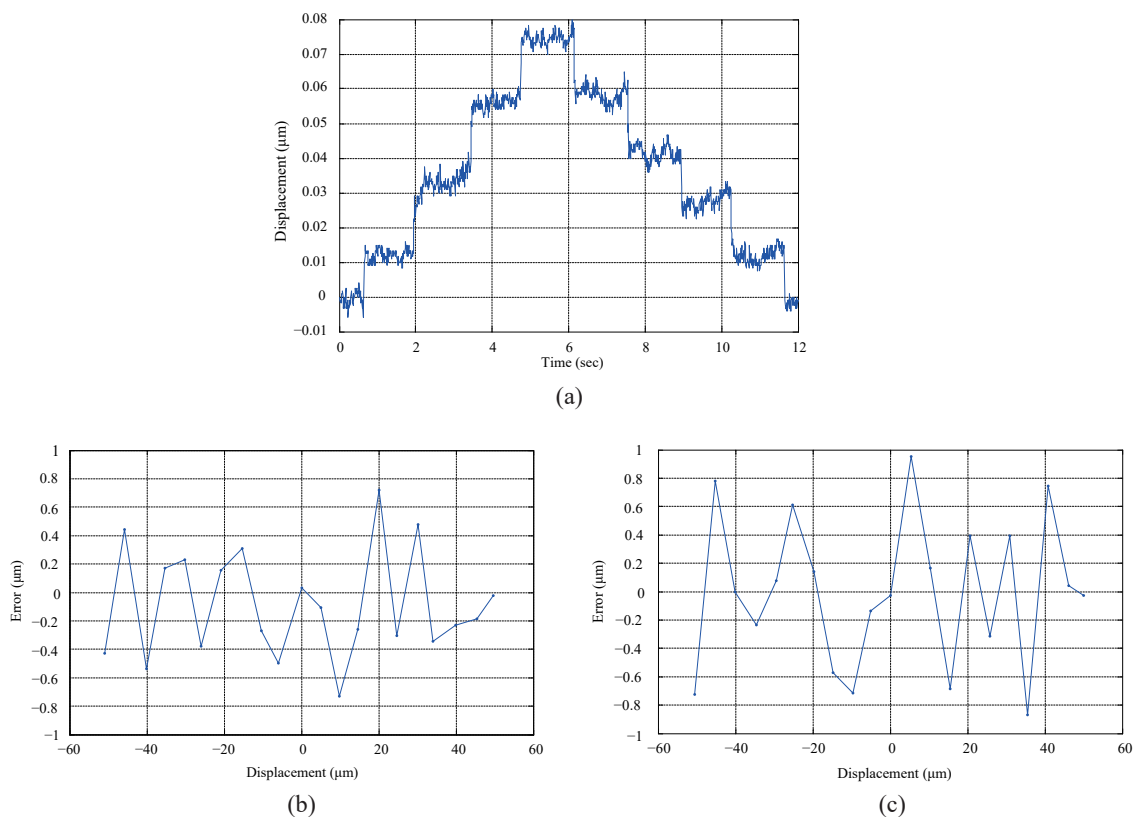 0.08
0.07
0.06
0.05
0.04
0.03
0.02
0.01
0
−0.01
Displacement (μm)
0 2 4 6 8 10 12
Time (sec)
(a)
1
0.8
0.6
0.4
0.2
0
−0.2
−0.4
−0.6
−0.8
−1
Error (μm)
−60 −40 −20 0 20 40 60
Displacement (μm)
(b)
1
0.8
0.6
0.4
0.2
0
−0.2
−0.4
−0.6
−0.8
−1
Error (μm)
−60 −40 −20 0 20 40 60
Displacement (μm)
(c)